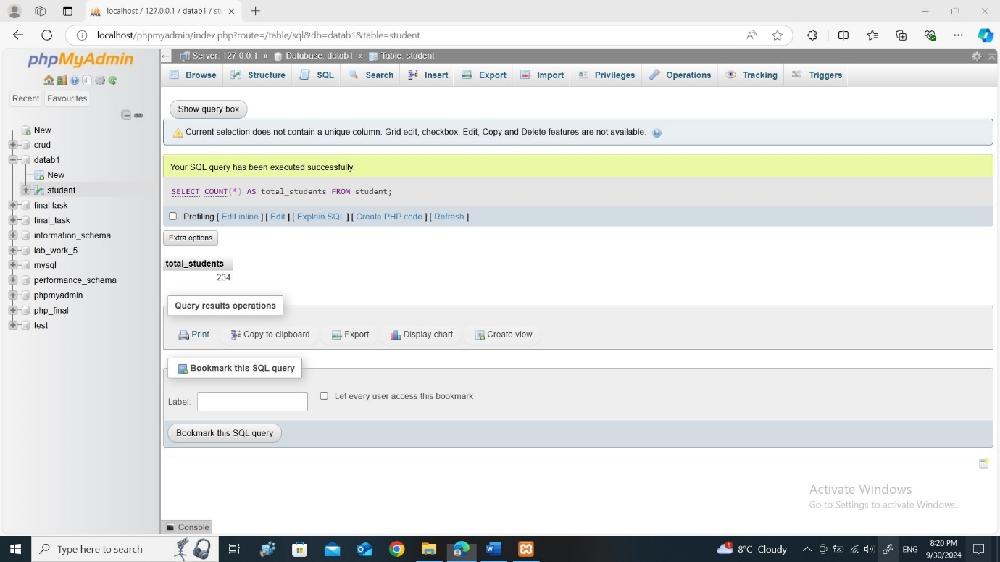 localhost / 127.0.0.1 / datab1 / stu
localhost/phpmyadmin/index.php?route=/table/sql&db=datab1&table=student
phpMyAdmin
Recent Favourites
New
crud
datab1
New
student
final task
final_task
information_schema
lab_work_5
mysql
performance_schema
phpmyadmin
php_final
test
Server: 127.0.0.1 » Database: datab1 » Table: student
Browse Structure SQL Search Insert Export Import Privileges Operations Tracking Triggers
Show query box
Current selection does not contain a unique column. Grid edit, checkbox, Edit, Copy and Delete features are not available.
Your SQL query has been executed successfully.
SELECT COUNT(*) AS total_students FROM student;
Profiling [ Edit inline ] [ Edit ] [ Explain SQL ] [ Create PHP code ] [ Refresh ]
Extra options
total_students
234
Query results operations
Print Copy to clipboard Export Display chart Create view
Bookmark this SQL query
Label:
Let every user access this bookmark
Bookmark this SQL query
Activate Windows
Go to Settings to activate Windows.
Console
Type here to search
1
8°C Cloudy
ENG
8:20 PM
9/30/2024